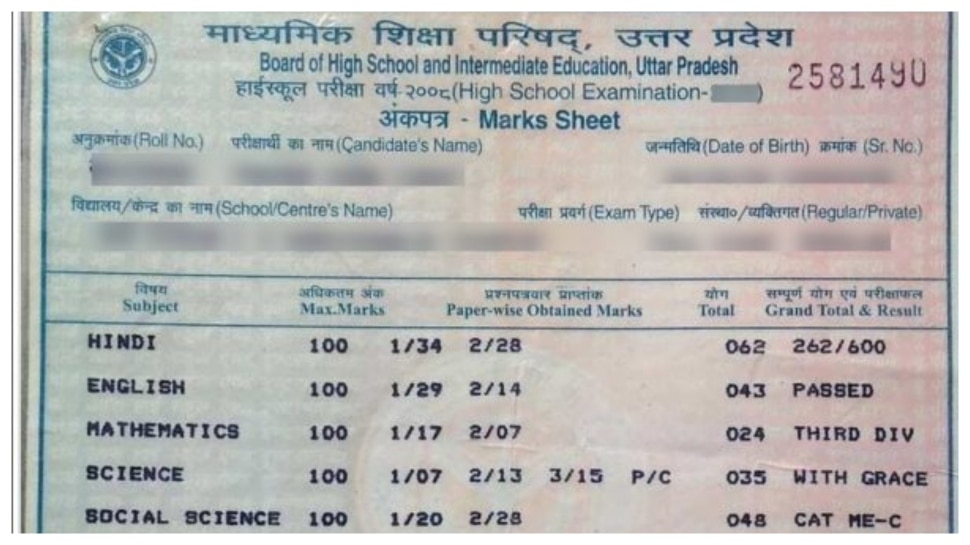 माध्यमिक शिक्षा परिषद्, उत्तर प्रदेश
Board of High School and Intermediate Education, Uttar Pradesh
2581490
हाईस्कूल परीक्षा वर्ष-२००८(High School Examination- )
अंकपत्र - Marks Sheet
अनुक्रमांक(Roll No.) परीक्षार्थी का नाम(Candidate's Name) जन्मतिथि(Date of Birth) क्रमांक (Sr. No.)
विद्यालय/केन्द्र का नाम(School/Centre's Name) परीक्षा प्रवर्ग(Exam Type) संस्था०/व्यक्तिगत(Regular/Private)
विषय अधिकतम अंक प्रश्नपत्रवार प्राप्तांक योग सम्पूर्ण योग एवं परीक्षाफल
Subject Max.Marks Paper-wise Obtained Marks Total Grand Total & Result
HINDI 100 1/34 2/28 062 262/600
ENGLISH 100 1/29 2/14 043 PASSED
MATHEMATICS 100 1/17 2/07 024 THIRD DIV
SCIENCE 100 1/07 2/13 3/15 P/C 035 WITH GRACE
SOCIAL SCIENCE 100 1/20 2/28 048 CAT ME-C